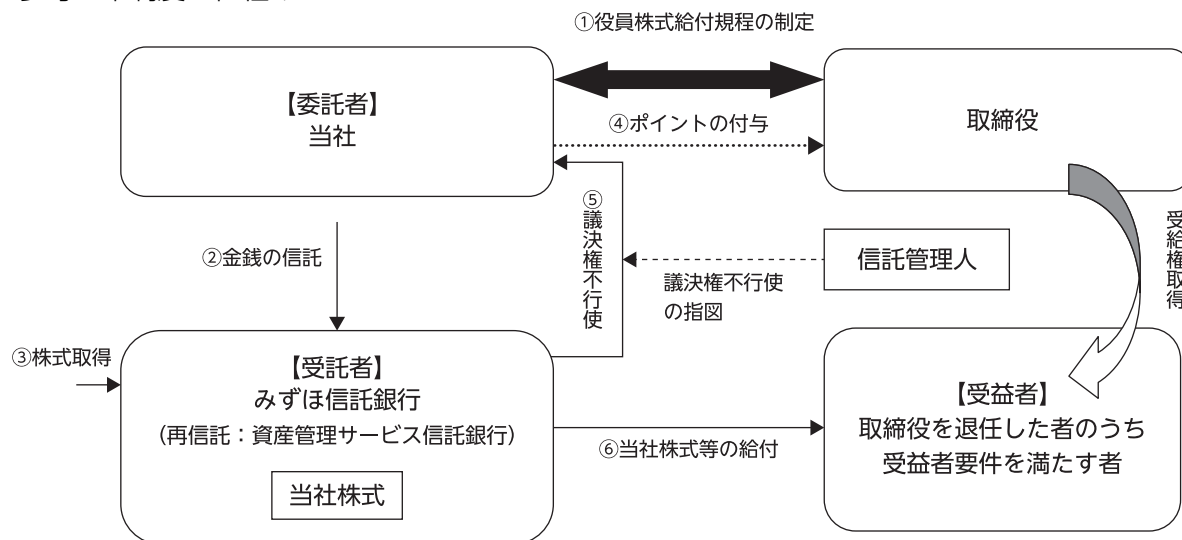 ①役員株式給付規程の制定
【委託者】
当社
取締役
④ポイントの付与
⑤議決権不行使
②金銭の信託
信託管理人
議決権不行使
の指図
受給権取得
③株式取得
【受託者】
みずほ信託銀行
(再信託:資産管理サービス信託銀行)
当社株式
⑥当社株式等の給付
【受益者】
取締役を退任した者のうち
受益者要件を満たす者